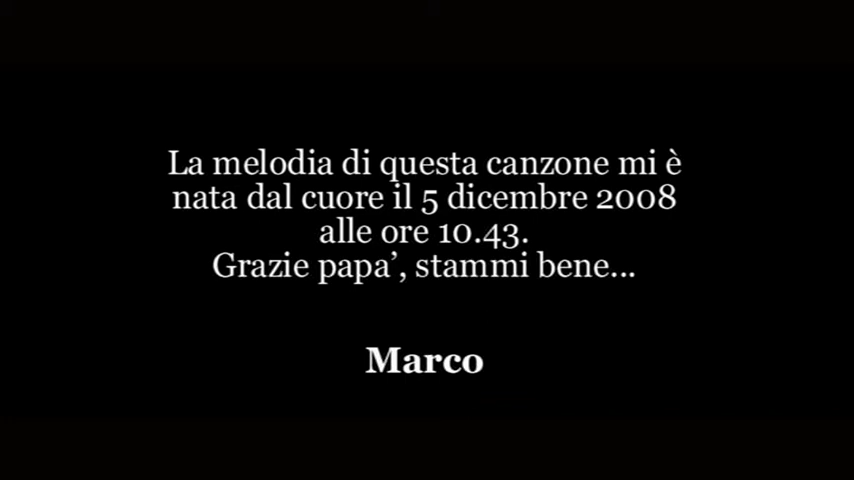 La melodia di questa canzone mi è
nata dal cuore il 5 dicembre 2008
alle ore 10.43.
Grazie papa’, stammi bene...
Marco